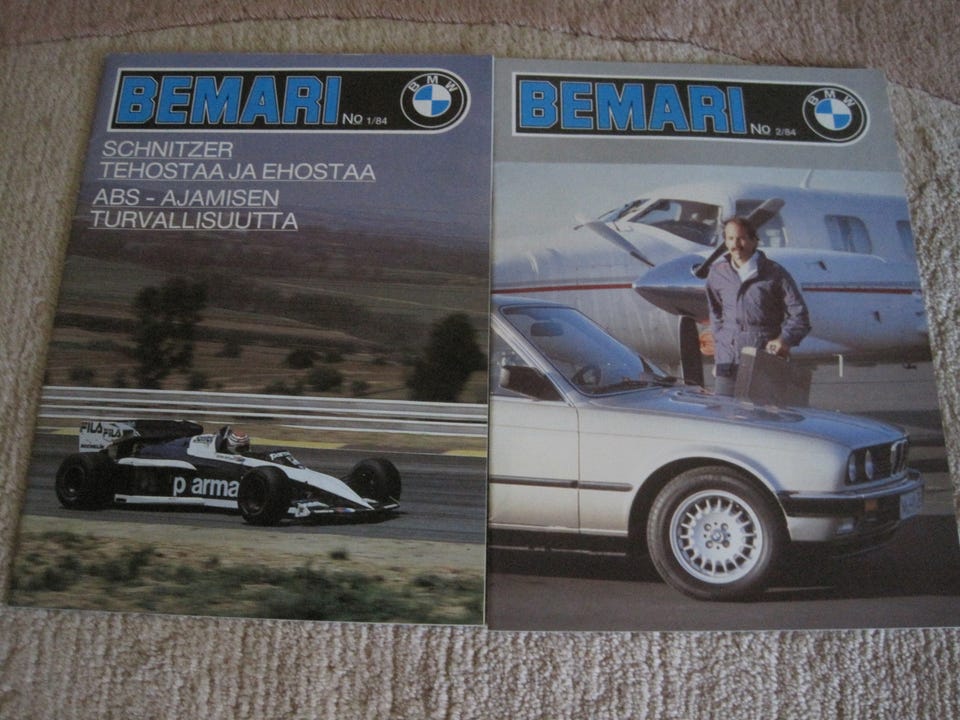 BEMARI No 1/84
BMW
SCHNITZER
TEHOSTAA JA EHOSTAA
ABS - AJAMISEN
TURVALLISUUTTA
FILA FILA
parma
BEMARI No 2/84
BMW